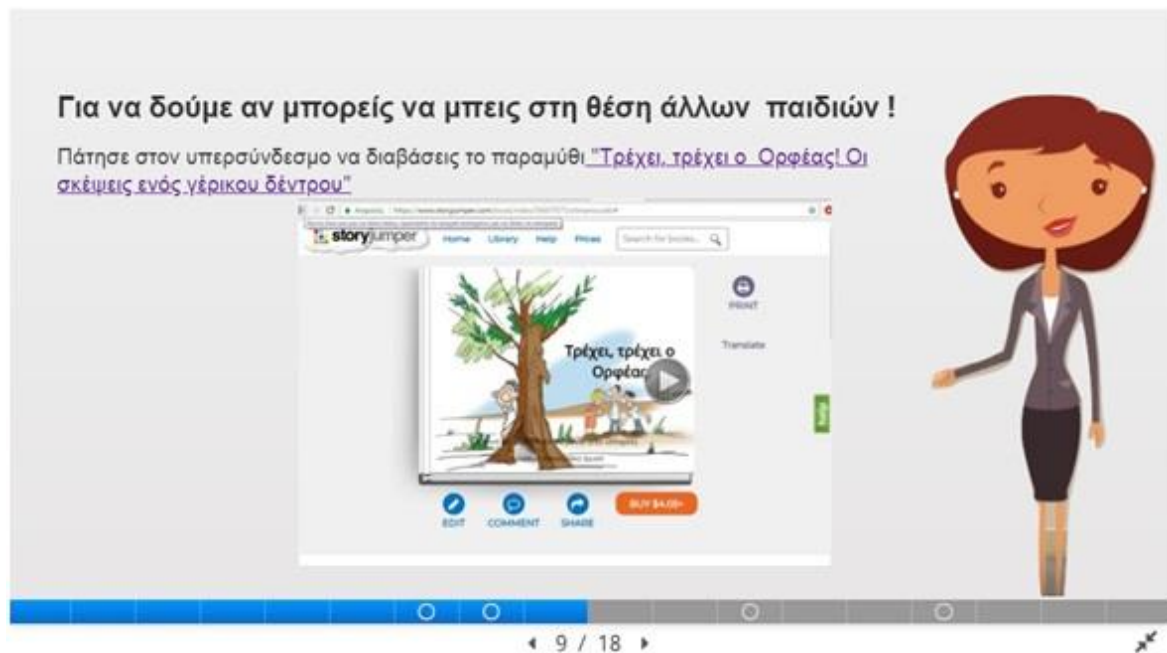 Για να δούμε αν μπορείς να μπεις στη θέση άλλων παιδιών !
Πάτησε στον υπερσύνδεσμο να διαβάσεις το παραμύθι "Τρέχει, τρέχει ο Ορφέας! Οι
σκέψεις ενός γέρικου δέντρου"
storyjumper Home Library Help Prices Search for books...
PRINT
Translate
Τρέχει, τρέχει ο
Ορφέας
help
EDIT COMMENT SHARE BUY
9 / 18